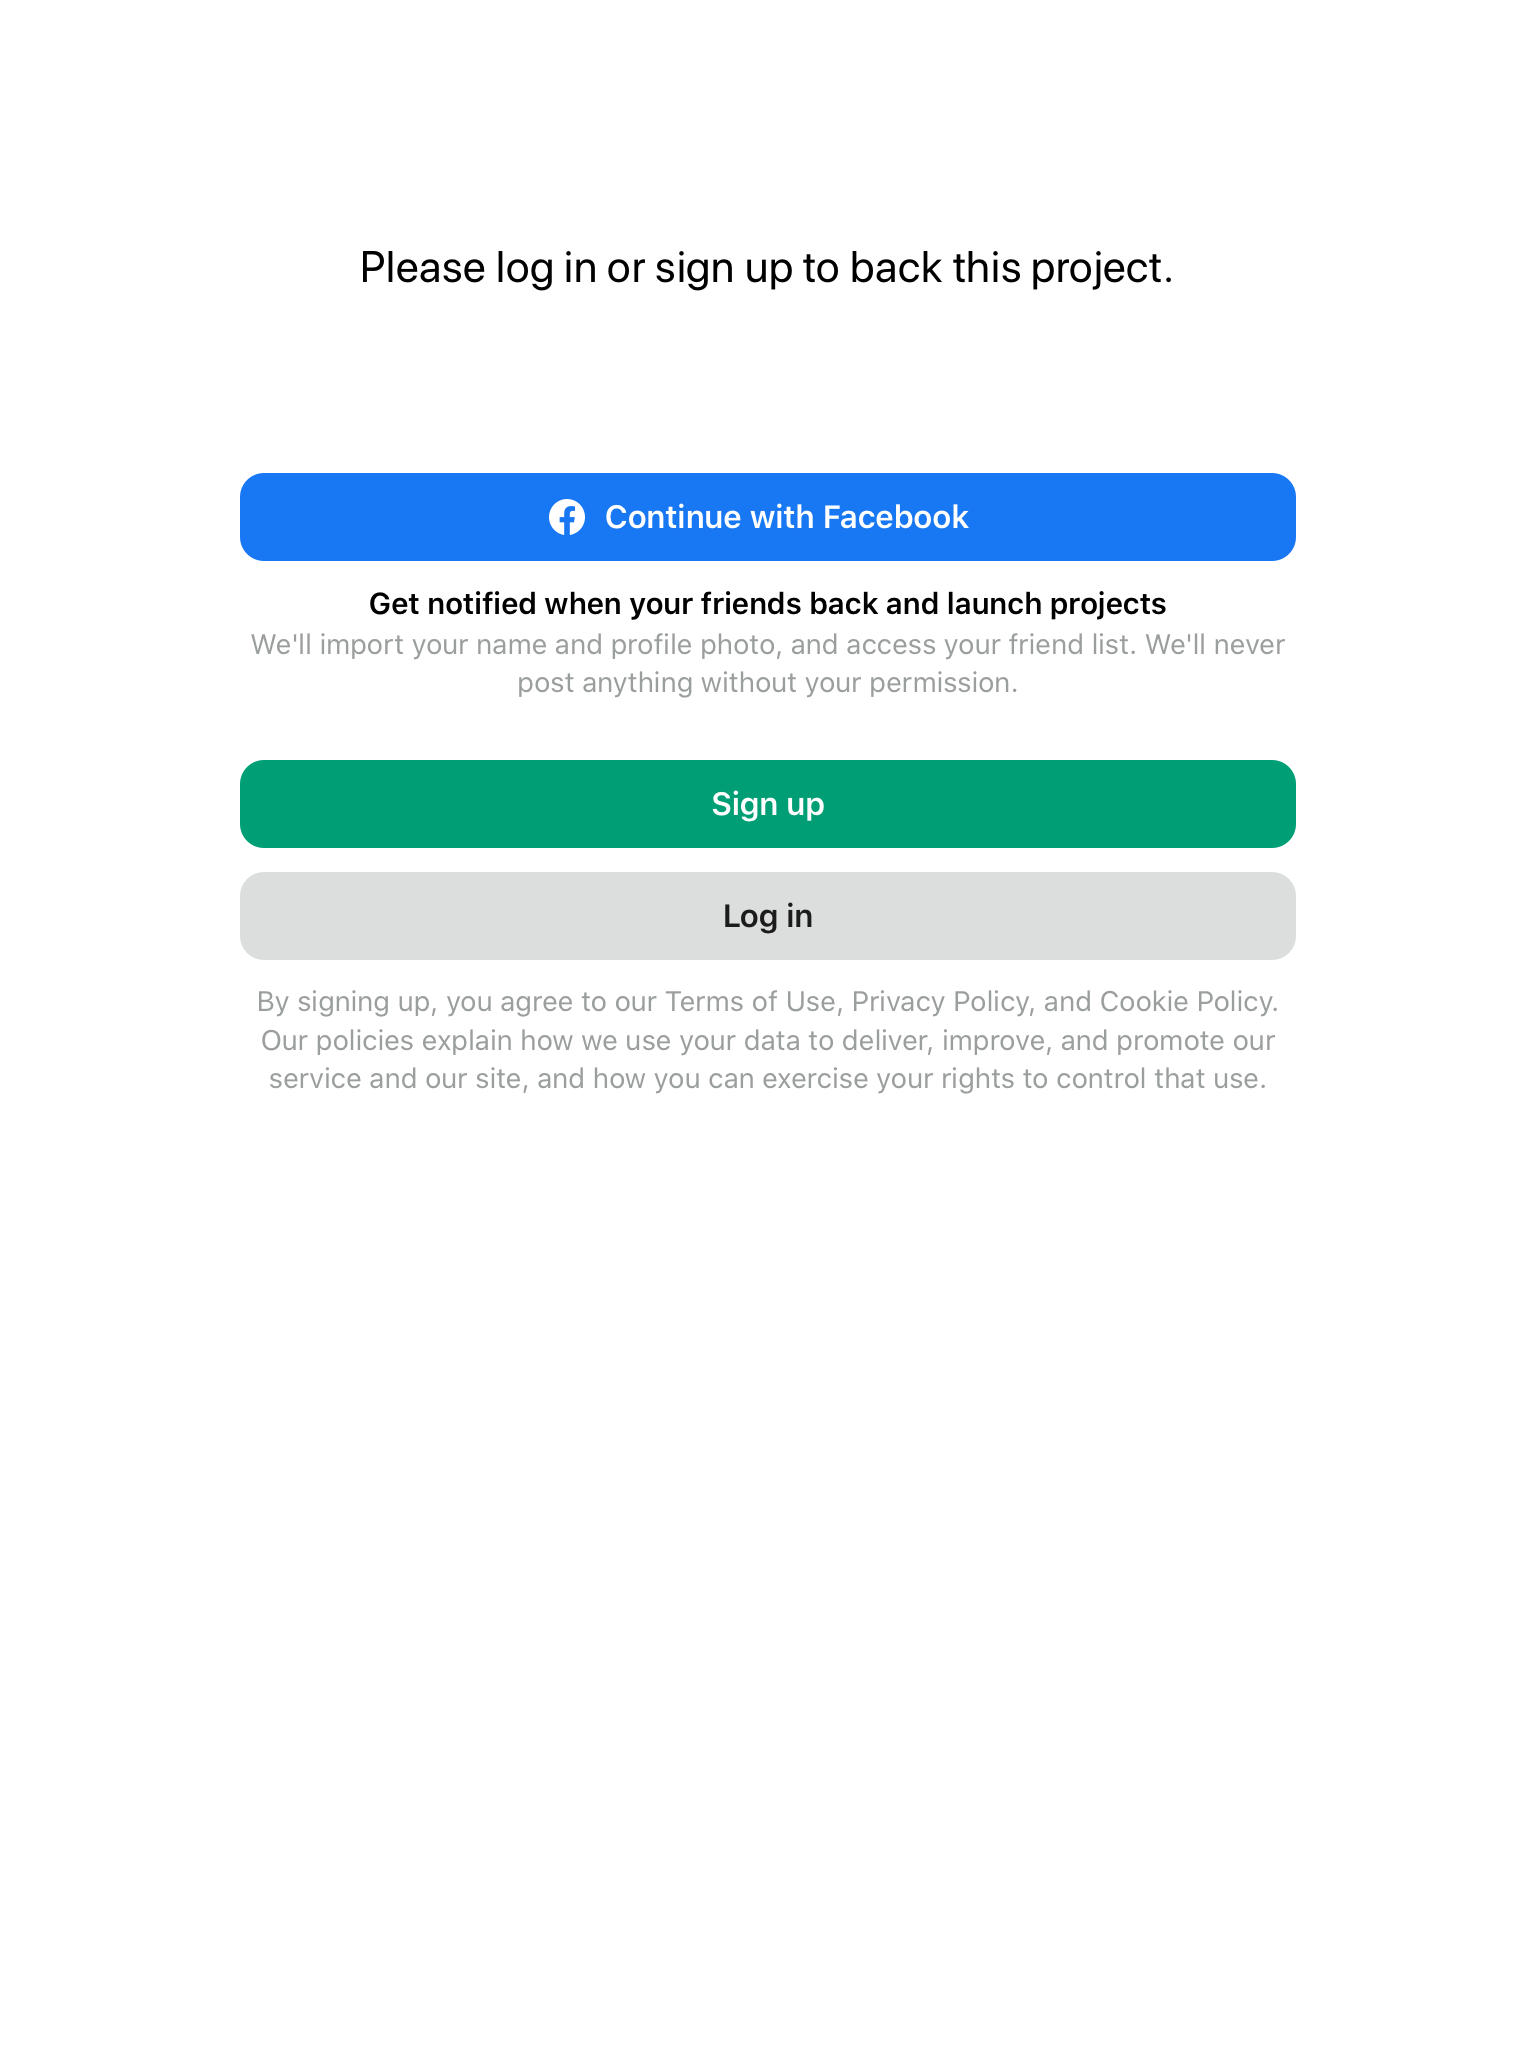 Please log in or sign up to back this project.
Continue with Facebook
Get notified when your friends back and launch projects
We'll import your name and profile photo, and access your friend list. We'll never
post anything without your permission.
Sign up
Log in
By signing up, you agree to our Terms of Use, Privacy Policy, and Cookie Policy.
Our policies explain how we use your data to deliver, improve, and promote our
service and our site, and how you can exercise your rights to control that use.